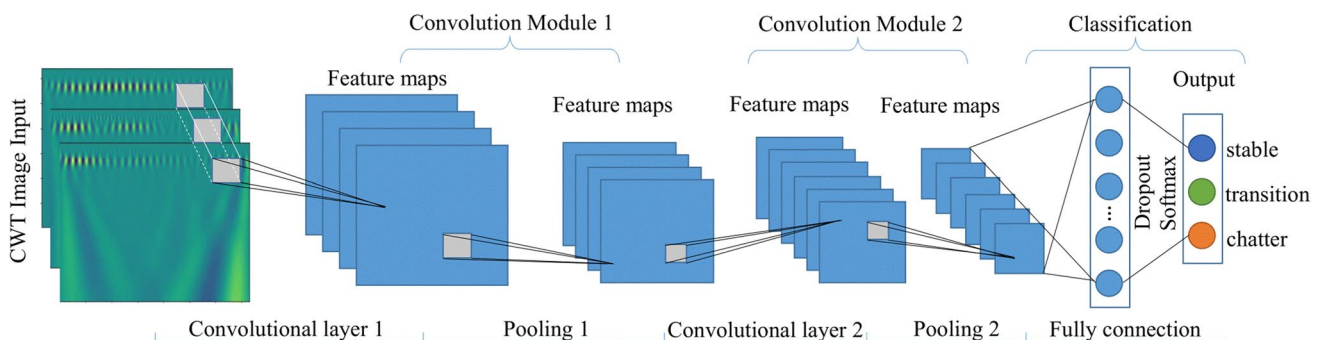 Convolution Module 1
Convolution Module 2
Classification
Feature maps
Feature maps
Feature maps
Feature maps
Output
CWT Image Input
Dropout
Softmax
...
stable
transition
chatter
Convolutional layer 1
Pooling 1
Convolutional layer 2
Pooling 2
Fully connection